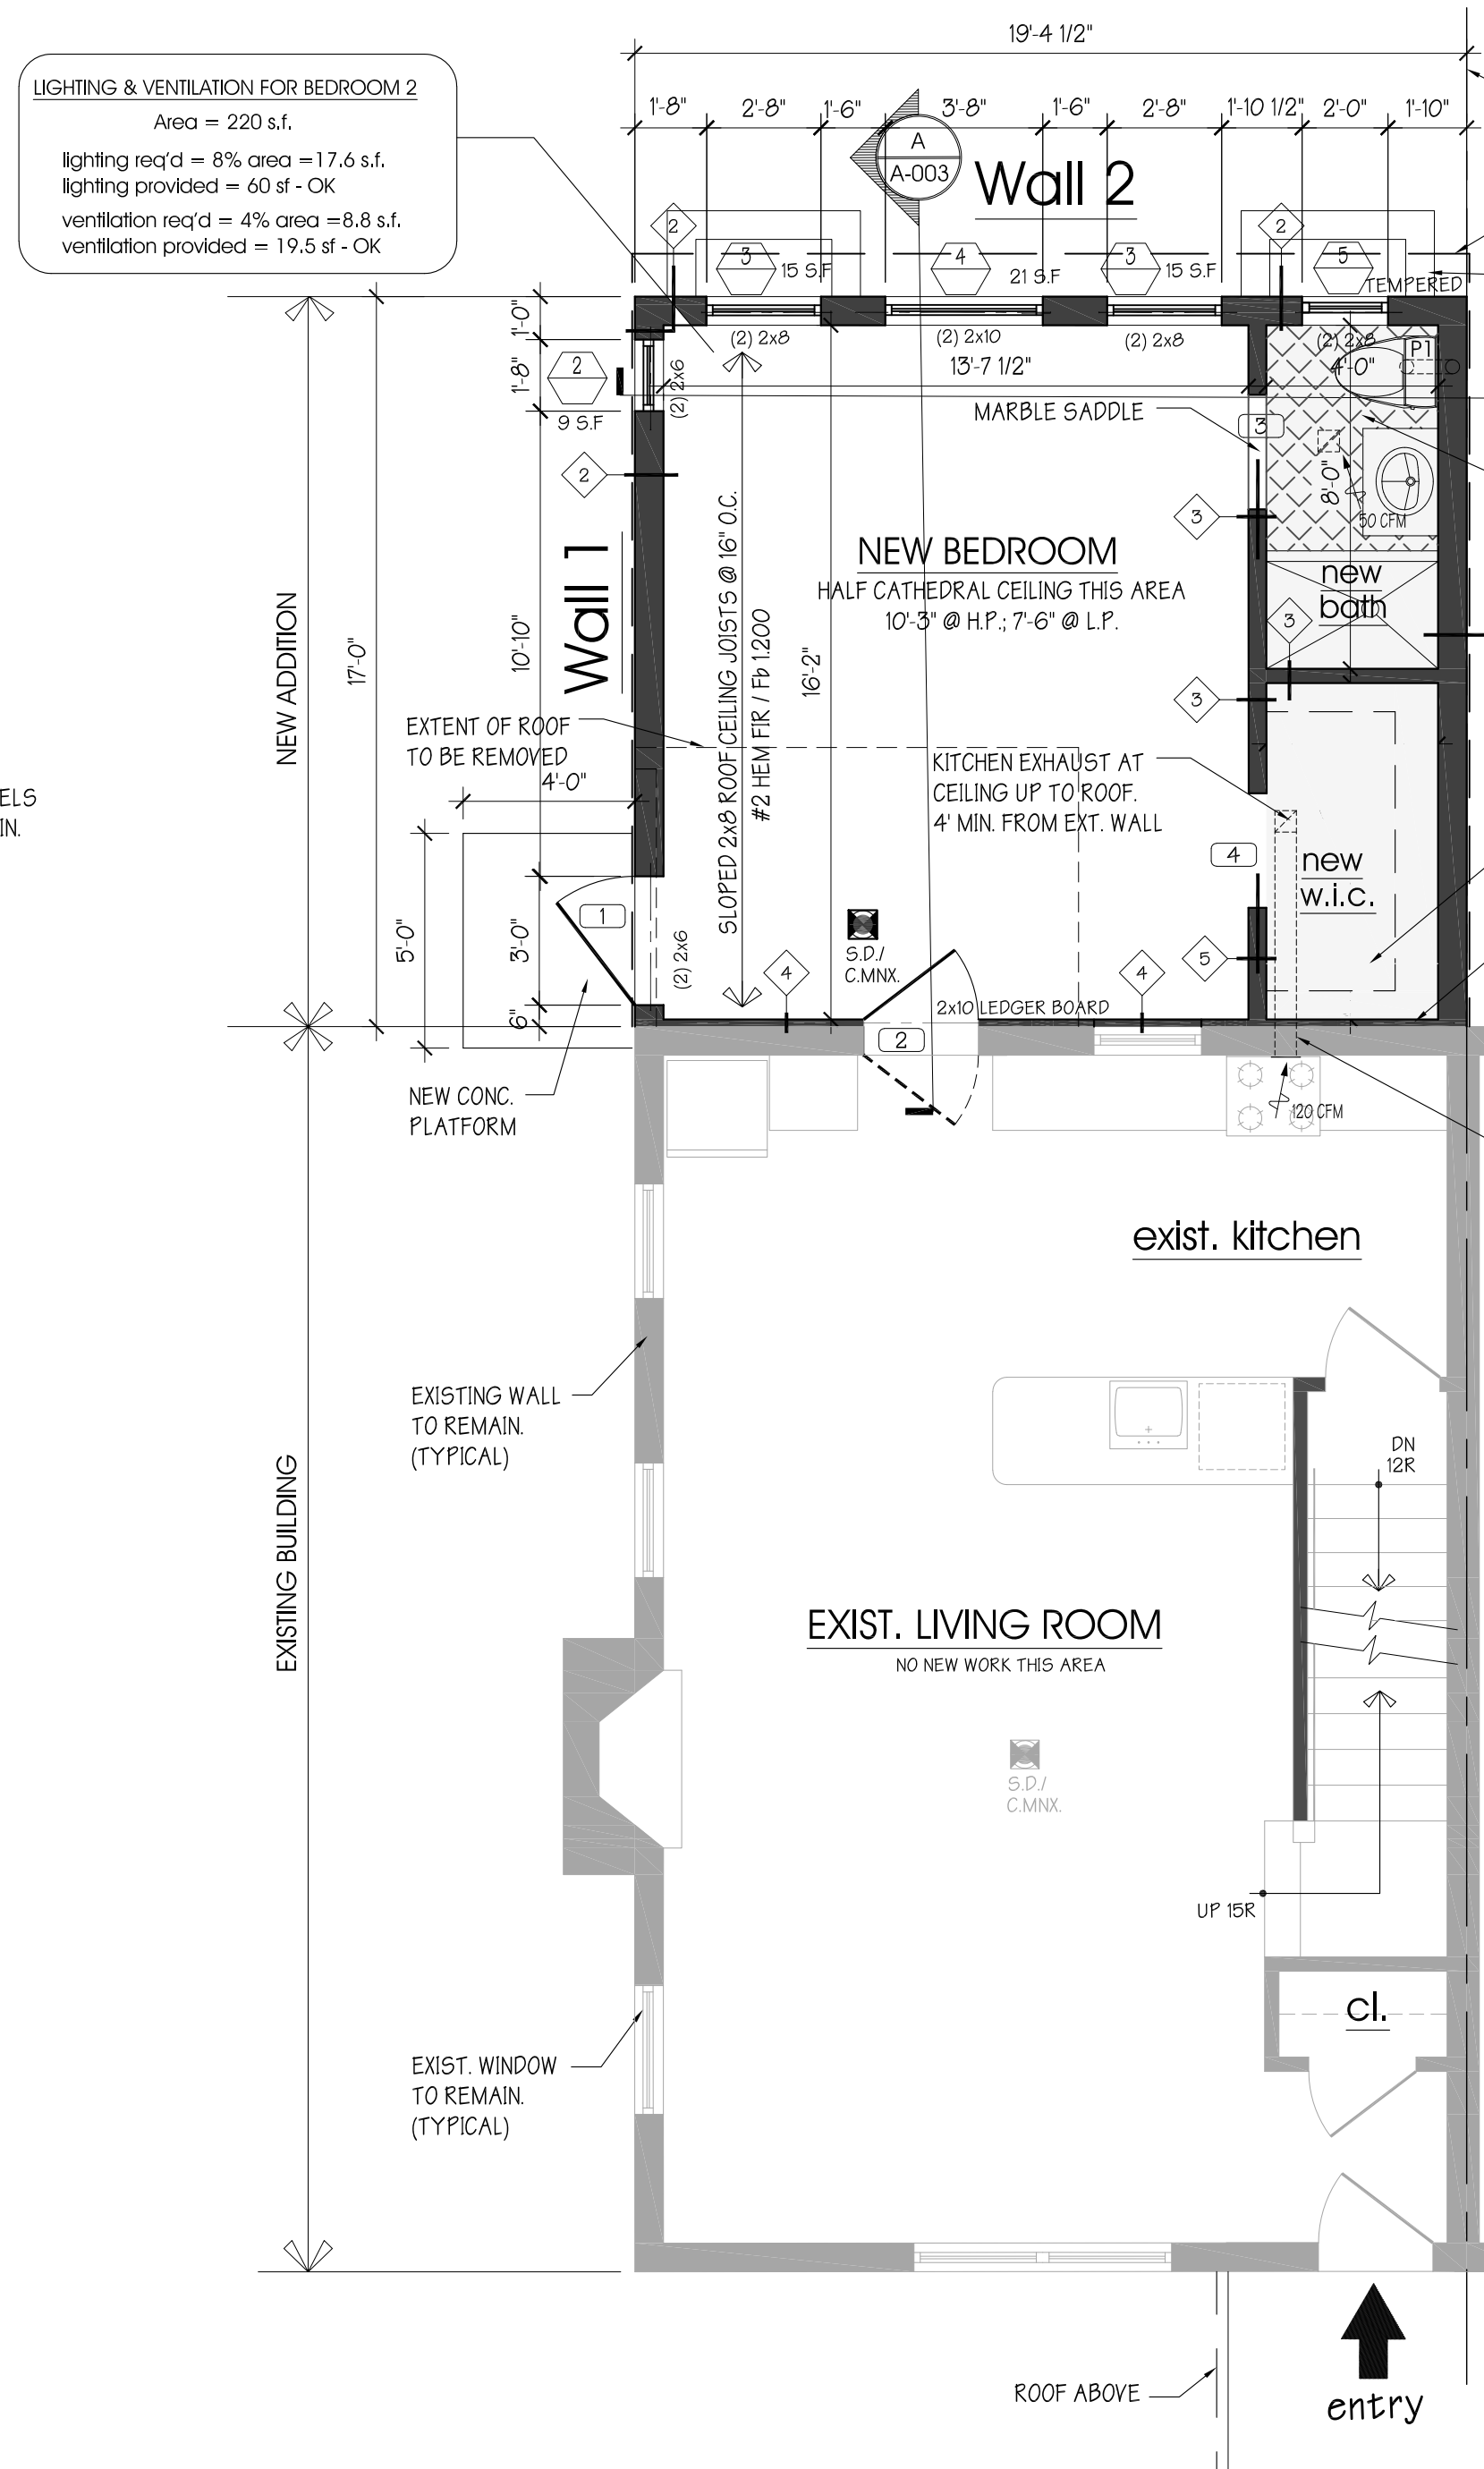 19'-4 1/2"
1'-8"
2'-8"
1'-6"
3'-8"
1'-6"
2'-8"
1'-10 1/2"
2'-0"
1'-10"
LIGHTING & VENTILATION FOR BEDROOM 2
Area = 220 s.f.
lighting req'd = 8% area =17.6 s.f.
lighting provided = 60 sf - OK
ventilation req'd = 4% area =8.8 s.f.
ventilation provided = 19.5 sf - OK
A
A-003
Wall 2
2
2
3
15 S.F
4
21 S.F
3
15 S.F
5
TEMPERED
(2) 2x8
(2) 2x10
(2) 2x8
(2) 2x8
13'-7 1/2"
4'-0"
P1
1'-0"
1'-8"
2
9 S.F
(2) 2x6
MARBLE SADDLE
3
2
8'-0"
50 CFM
3
Wall 1
NEW BEDROOM
HALF CATHEDRAL CEILING THIS AREA
10'-3" @ H.P.; 7'-6" @ L.P.
new
bath
3
3
NEW ADDITION
17'-0"
10'-10"
SLOPED 2x8 ROOF CEILING JOISTS @ 16" O.C.
#2 HEM FIR / Fb 1.200
16'-2"
EXTENT OF ROOF
TO BE REMOVED
4'-0"
KITCHEN EXHAUST AT
CEILING UP TO ROOF.
4' MIN. FROM EXT. WALL
ELS
IN.
4
new
w.i.c.
1
5'-0"
3'-0"
6"
(2) 2x6
S.D./
C.MNX.
4
4
5
2x10 LEDGER BOARD
2
NEW CONC.
PLATFORM
120 CFM
exist. kitchen
EXISTING WALL
TO REMAIN.
(TYPICAL)
DN
12R
EXISTING BUILDING
EXIST. LIVING ROOM
NO NEW WORK THIS AREA
S.D./
C.MNX.
UP 15R
cl.
EXIST. WINDOW
TO REMAIN.
(TYPICAL)
ROOF ABOVE
entry